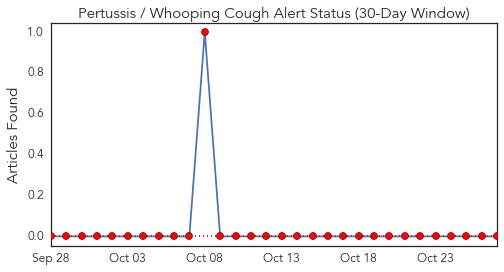 Pertussis / Whooping Cough Alert Status (30-Day Window)
Articles Found
1.0
0.8
0.6
0.4
0.2
0.0
Sep 28 Oct 03 Oct 08 Oct 13 Oct 18 Oct 23